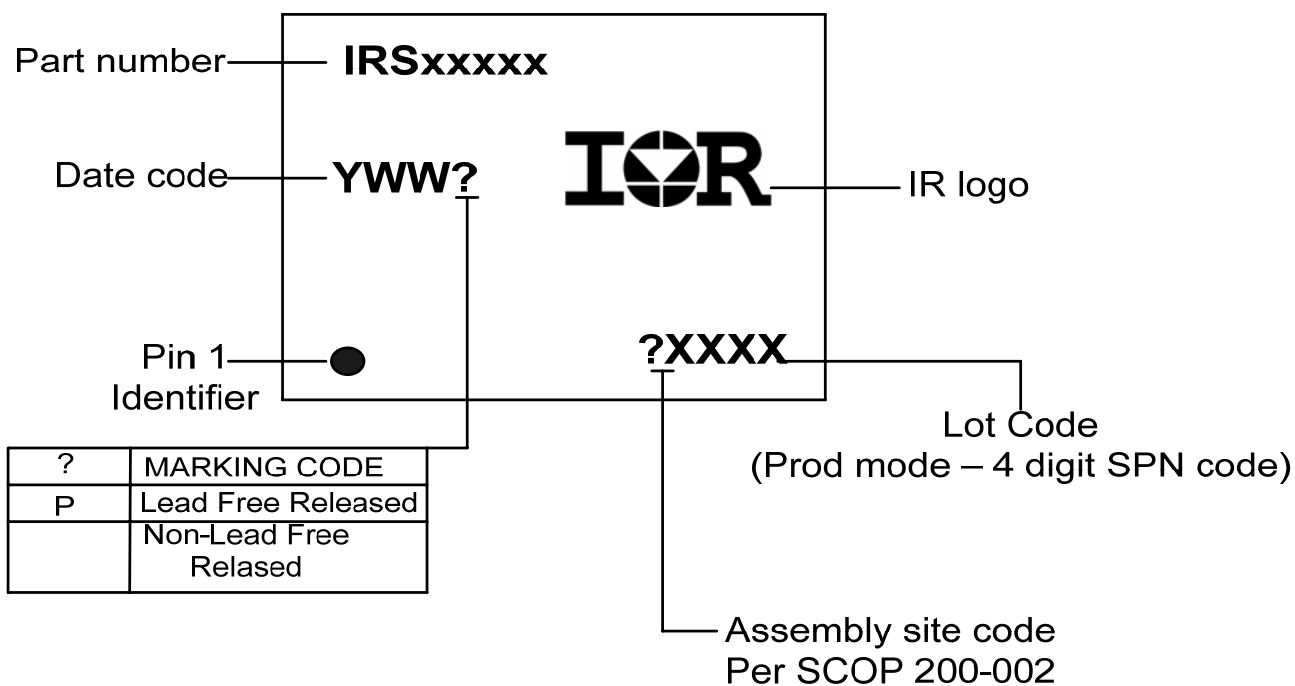 Part number
IRSxxxxx
Date code
YWW?
IOR
IR logo
Pin 1
Identifier
?XXXX
Lot Code
(Prod mode – 4 digit SPN code)
? MARKING CODE
P Lead Free Released
Non-Lead Free
Relased
Assembly site code
Per SCOP 200-002